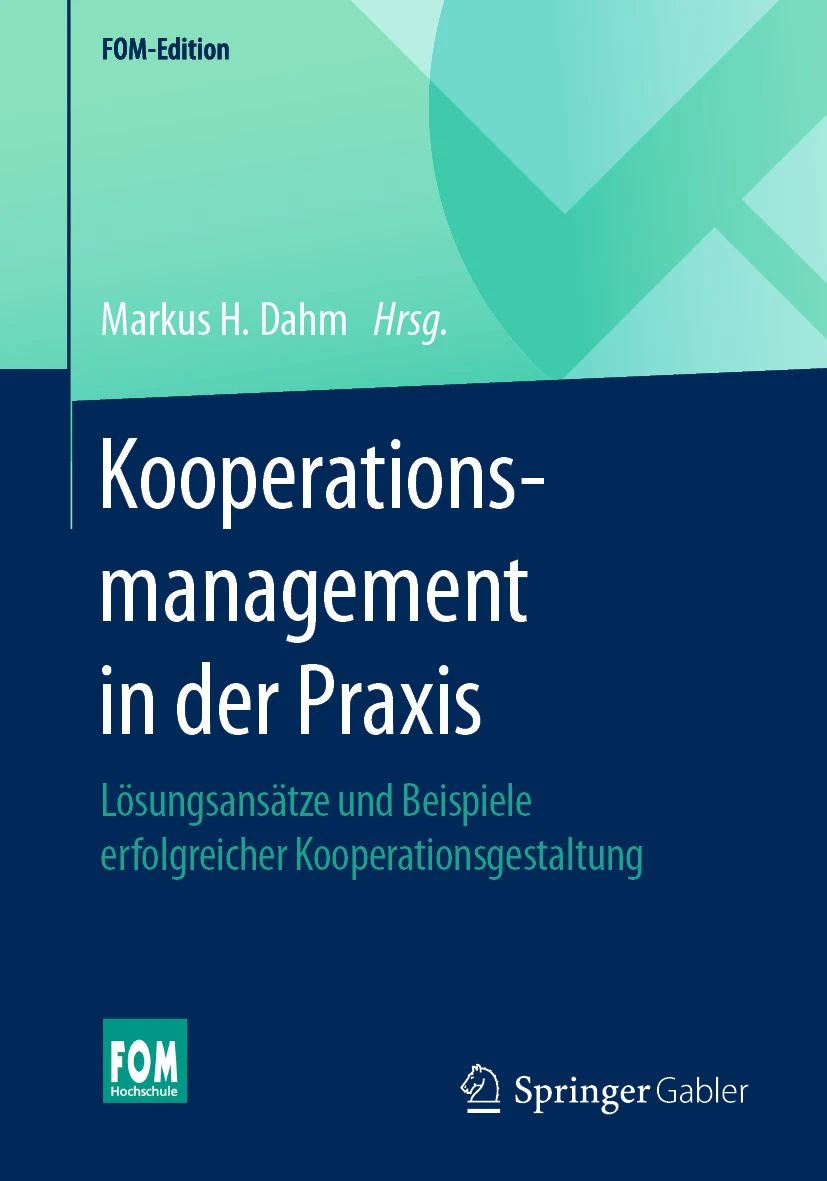 FOM-Edition
Markus H. Dahm Hrsg.
Kooperations-
management
in der Praxis
Lösungsansätze und Beispiele
erfolgreicher Kooperationsgestaltung
FOM
Hochschule
Springer Gabler